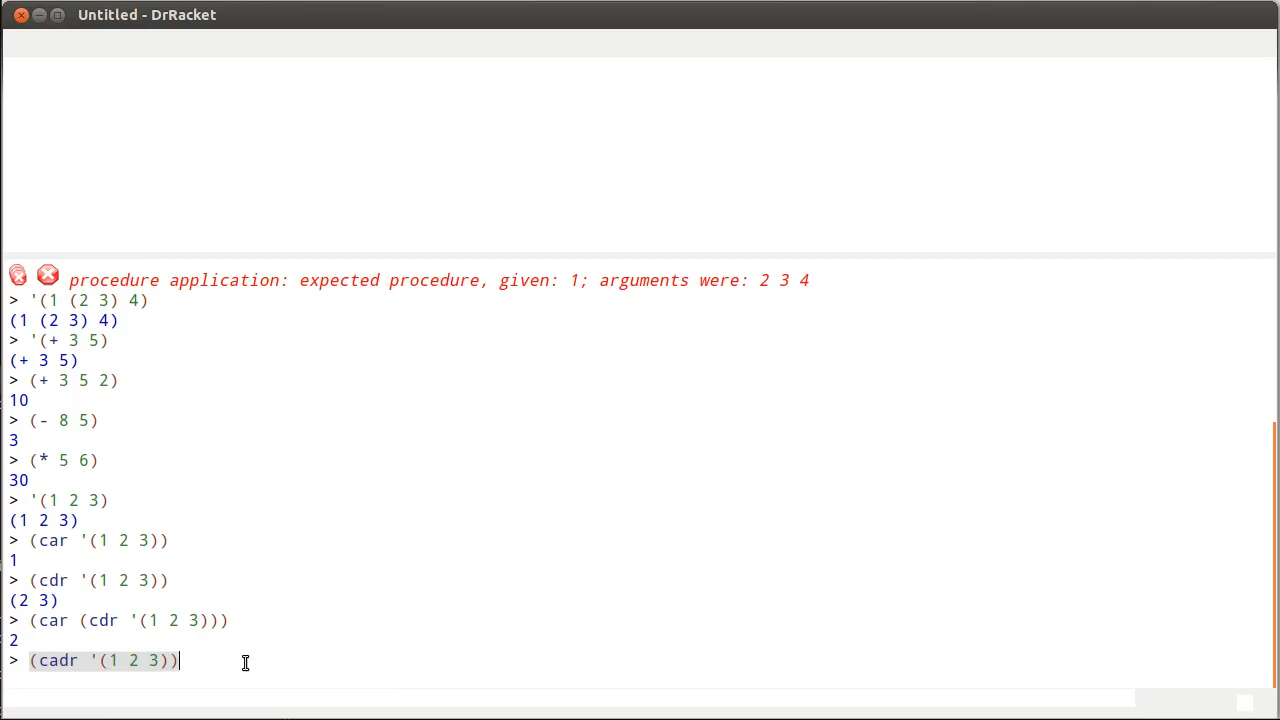 Untitled - DrRacket
procedure application: expected procedure, given: 1; arguments were: 2 3 4
> '(1 (2 3) 4)
(1 (2 3) 4)
> '(+ 3 5)
(+ 3 5)
> (+ 3 5 2)
10
> (- 8 5)
3
> (* 5 6)
30
> '(1 2 3)
(1 2 3)
> (car '(1 2 3))
1
> (cdr '(1 2 3))
(2 3)
> (car (cdr '(1 2 3)))
2
> (cadr '(1 2 3))